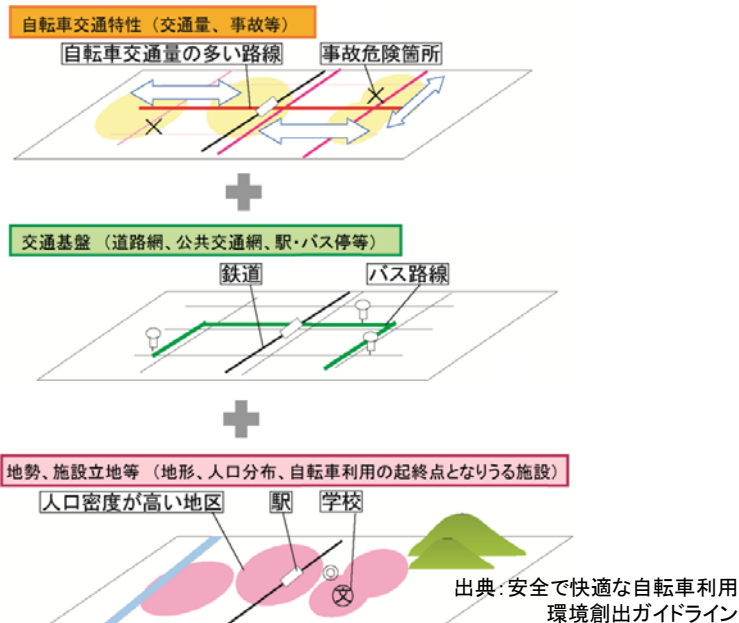 自転車交通特性（交通量、事故等）
自転車交通量の多い路線
事故危険箇所
交通基盤（道路網、公共交通網、駅・バス停等）
鉄道
バス路線
地勢、施設立地等（地形、人口分布、自転車利用の起終点となりうる施設）
人口密度が高い地区
駅
学校
文
出典：安全で快適な自転車利用
環境創出ガイドライン